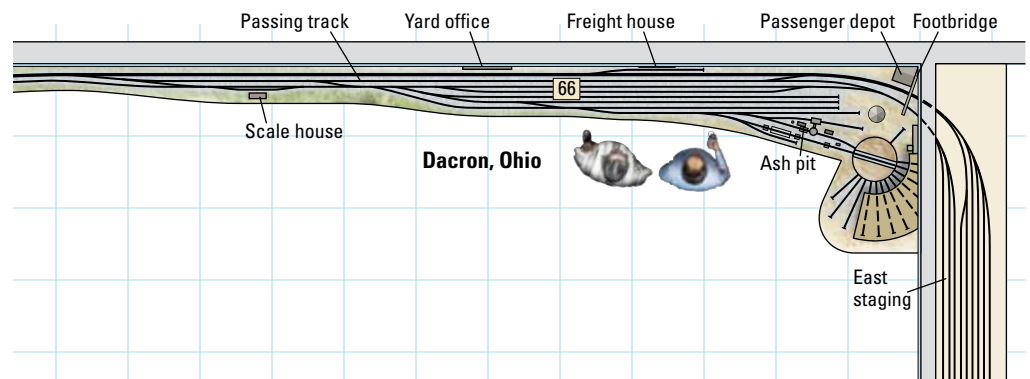 Passing track
Yard office
Freight house
Passenger depot
Footbridge
66
Scale house
Dacron, Ohio
Ash pit
East
staging